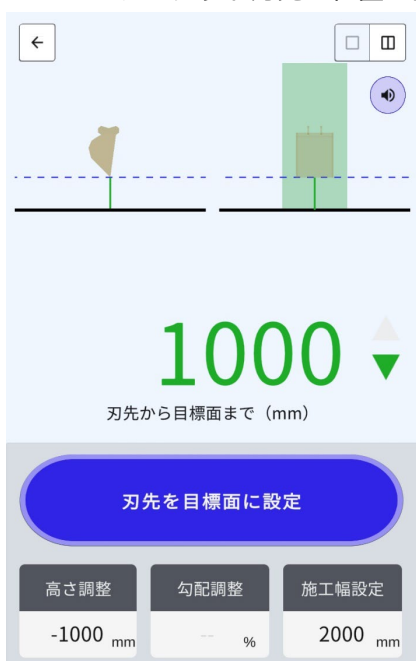 1000
刃先から目標面まで（mm）
刃先を目標面に設定
高さ調整 勾配調整 施工幅設定
-1000 mm -- % 2000 mm